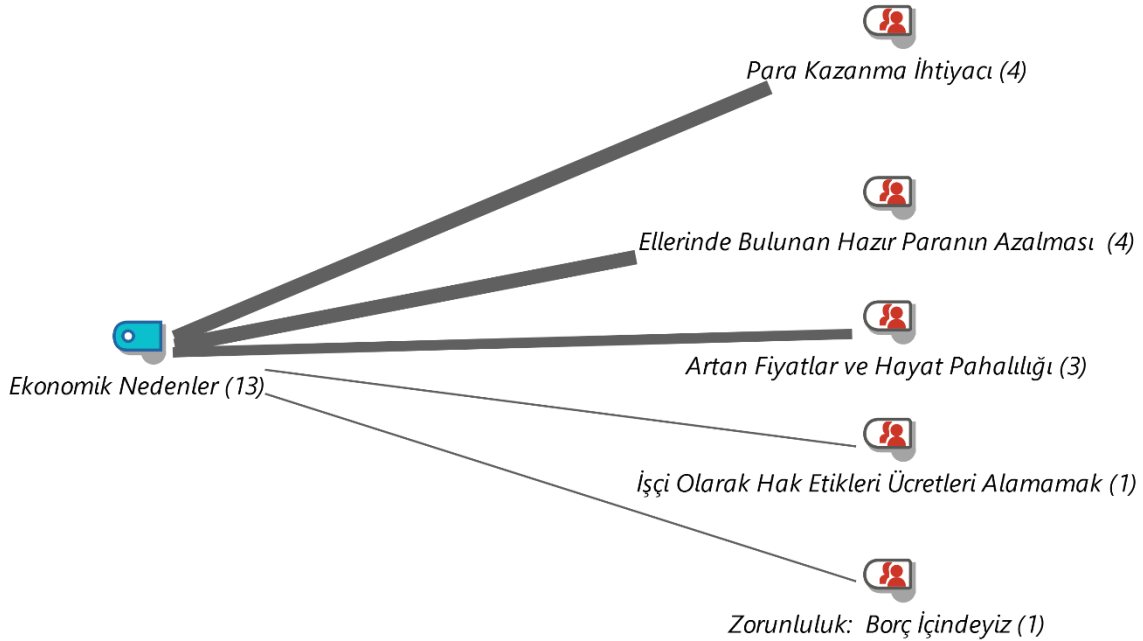 Para Kazanma İhtiyacı (4)
Ellerinde Bulunan Hazır Paranın Azalması (4)
Artan Fiyatlar ve Hayat Pahalılığı (3)
Ekonomik Nedenler (13)
İşçi Olarak Hak Etikleri Ücretleri Alamamak (1)
Zorunluluk: Borç İçindeyiz (1)